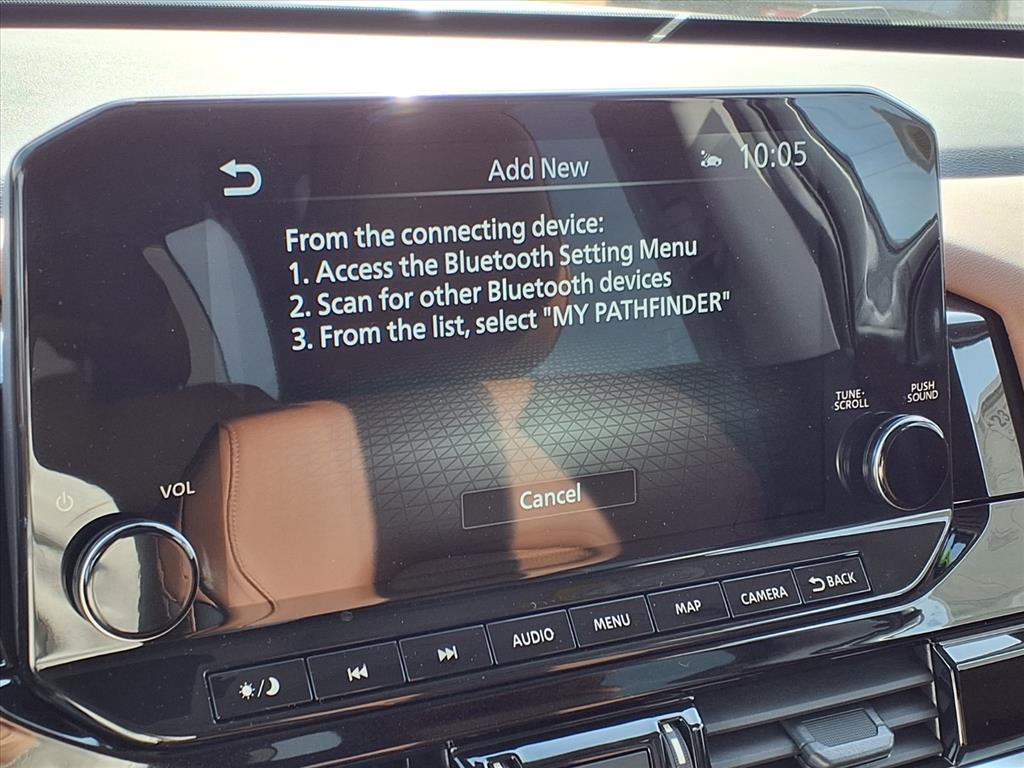 Add New
10:05
From the connecting device:
1. Access the Bluetooth Setting Menu
2. Scan for other Bluetooth devices
3. From the list, select "MY PATHFINDER"
TUNE·
SCROLL
PUSH
SOUND
VOL
Cancel
AUDIO
MENU
MAP
CAMERA
BACK